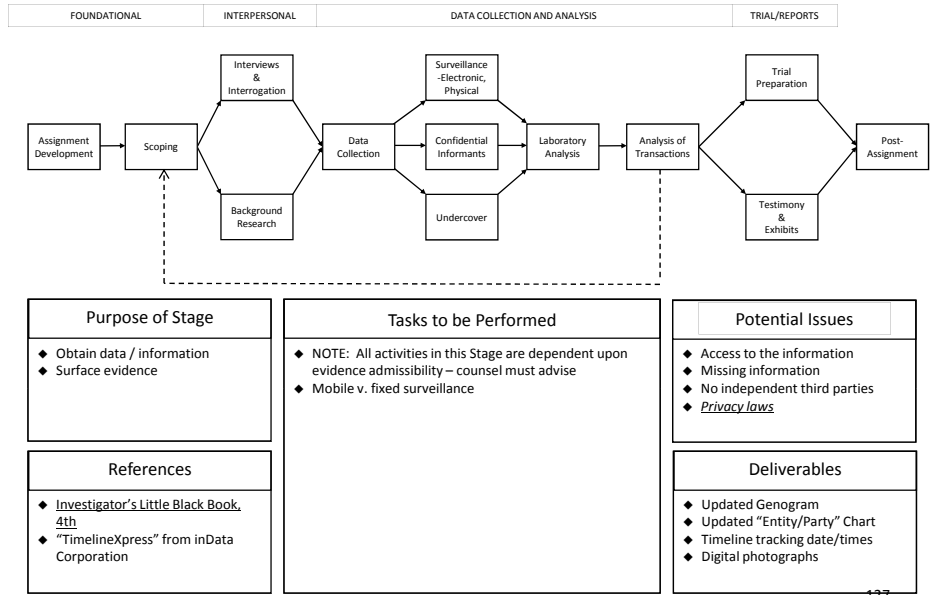 FOUNDATIONAL
INTERPERSONAL
DATA COLLECTION AND ANALYSIS
TRIAL/REPORTS
Interviews
&
Interrogation
Surveillance
-Electronic,
Physical
Trial
Preparation
Assignment
Development
Scoping
Data
Collection
Confidential
Informants
Laboratory
Analysis
Analysis of
Transactions
Post-
Assignment
Background
Research
Undercover
Testimony
&
Exhibits
Purpose of Stage
◆ Obtain data / information
◆ Surface evidence
Tasks to be Performed
◆ NOTE:  All activities in this Stage are dependent upon
evidence admissibility – counsel must advise
◆ Mobile v. fixed surveillance
Potential Issues
◆ Access to the information
◆ Missing information
◆ No independent third parties
◆ Privacy laws
References
◆ Investigator’s Little Black Book,
4th
◆ “TimelineXpress” from inData
Corporation
Deliverables
◆ Updated Genogram
◆ Updated “Entity/Party” Chart
◆ Timeline tracking date/times
◆ Digital photographs